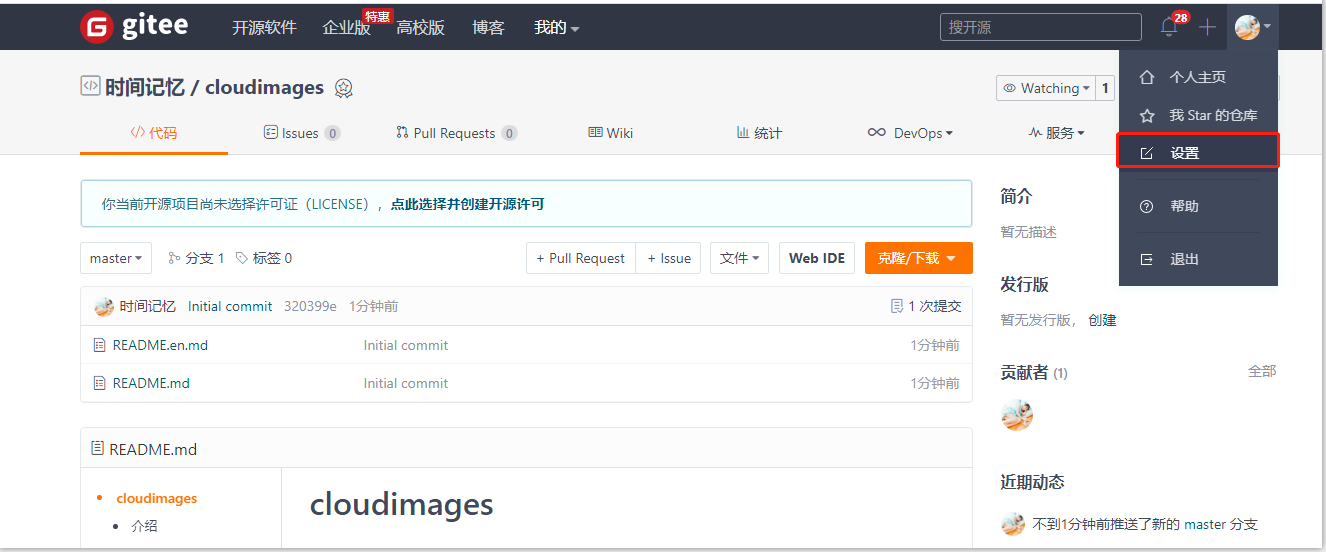 gitee 开源软件 企业版 特惠 高校版 博客 我的 搜开源 28
时间记忆 / cloudimages Watching 1
代码 Issues 0 Pull Requests 0 Wiki 统计 DevOps 服务
个人主页
我 Star 的仓库
设置
帮助
退出
你当前开源项目尚未选择许可证（LICENSE），点此选择并创建开源许可
master 分支 1 标签 0 + Pull Request + Issue 文件 Web IDE 克隆/下载
时间记忆 Initial commit 320399e 1分钟前 1 次提交
README.en.md Initial commit 1分钟前
README.md Initial commit 1分钟前
README.md
cloudimages
介绍
cloudimages
简介
暂无描述
发行版
暂无发行版， 创建
贡献者 (1) 全部
近期动态
不到1分钟前推送了新的 master 分支